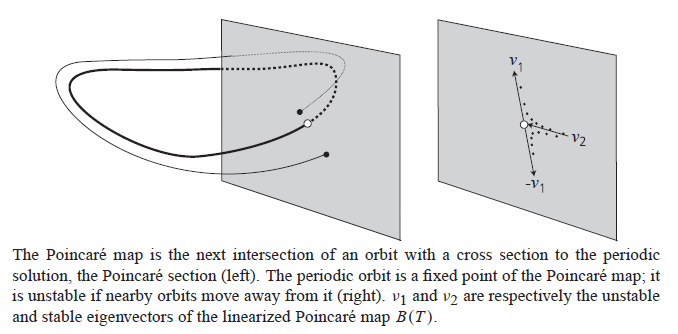 v1
v2
-v1
The Poincaré map is the next intersection of an orbit with a cross section to the periodic
solution, the Poincaré section (left). The periodic orbit is a fixed point of the Poincaré map; it
is unstable if nearby orbits move away from it (right). v1 and v2 are respectively the unstable
and stable eigenvectors of the linearized Poincaré map B(T).